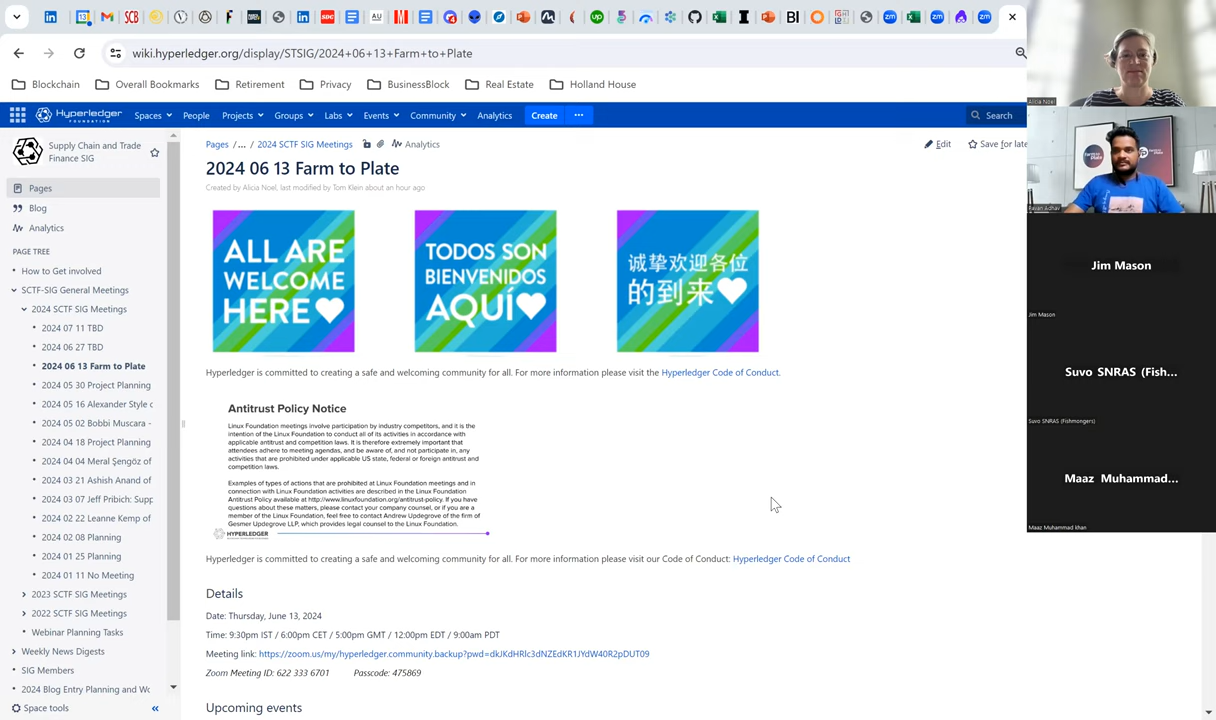 wiki.hyperledger.org/display/STSIG/2024+06+13+Farm+to+Plate
Blockchain
Overall Bookmarks
Retirement
Privacy
BusinessBlock
Real Estate
Holland House
Hyperledger
FOUNDATION
Spaces
People
Projects
Groups
Labs
Events
Community
Analytics
Create
Search
Supply Chain and Trade
Finance SIG
Pages
Blog
Analytics
PAGE TREE
How to Get involved
SCTF-SIG General Meetings
2024 SCTF SIG Meetings
2024 07 11 TBD
2024 06 27 TBD
2024 06 13 Farm to Plate
2024 05 30 Project Planning
2024 05 16 Alexander Style c
2024 05 02 Bobbi Muscara -
2024 04 18 Project Planning
2024 04 04 Meral Şengöz of
2024 03 21 Ashish Anand of
2024 03 07 Jeff Pribich: Supp
2024 02 22 Leanne Kemp of
2024 02 08 Planning
2024 01 25 Planning
2024 01 11 No Meeting
2023 SCTF SIG Meetings
2022 SCTF SIG Meetings
Webinar Planning Tasks
Weekly News Digests
SIG Members
2024 Blog Entry Planning and Wo
Space tools
Pages /... / 2024 SCTF SIG Meetings
Analytics
Edit
Save for late
2024 06 13 Farm to Plate
Created by Alicia Noel, last modified by Tom Klein about an hour ago
ALL ARE
WELCOME
HERE
TODOS SON
BIENVENIDOS
AQUÍ
诚挚欢迎各位
的到来
Hyperledger is committed to creating a safe and welcoming community for all. For more information please visit the Hyperledger Code of Conduct.
Antitrust Policy Notice
Linux Foundation meetings involve participation by industry competitors, and it is the
intention of the Linux Foundation to conduct all of its activities in accordance with
applicable antitrust and competition laws. It is therefore extremely important that
attendees adhere to meeting agendas, and be aware of, and not participate in, any
activities that are prohibited under applicable US state, federal or foreign antitrust and
competition laws.
Examples of types of actions that are prohibited at Linux Foundation meetings and in
connection with Linux Foundation activities are described in the Linux Foundation
Antitrust Policy available at http://www.linuxfoundation.org/antitrust-policy. If you have
questions about these matters, please contact your company counsel, or if you are a
member of the Linux Foundation, feel free to contact Andrew Updegrove of the firm of
Gesmer Updegrove LLP, which provides legal counsel to the Linux Foundation.
HYPERLEDGER
Hyperledger is committed to creating a safe and welcoming community for all. For more information please visit our Code of Conduct: Hyperledger Code of Conduct
Details
Date: Thursday, June 13, 2024
Time: 9:30pm IST / 6:00pm CET / 5:00pm GMT / 12:00pm EDT / 9:00am PDT
Meeting link: https://zoom.us/my/hyperledger.community.backup?pwd=dkJKdHRlc3dNZEdKR1JYdW40R2pDUT09
Zoom Meeting ID: 622 333 6701 Passcode: 475869
Upcoming events
Alicia Noel
Jim Mason
Jim Mason
Suvo SNRAS (Fish...
Suvo SNRAS (Fishmongers)
Maaz Muhammad...
Maaz Muhammad khan